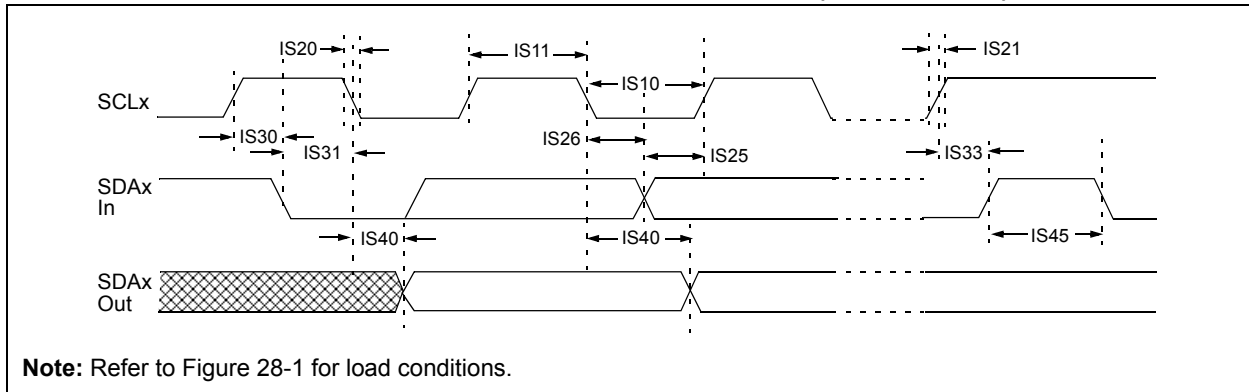 IS20
IS11
IS21
IS10
SCLx
IS30
IS26
IS31
IS25
IS33
SDAx
In
IS40
IS40
IS45
SDAx
Out
Note: Refer to Figure 28-1 for load conditions.